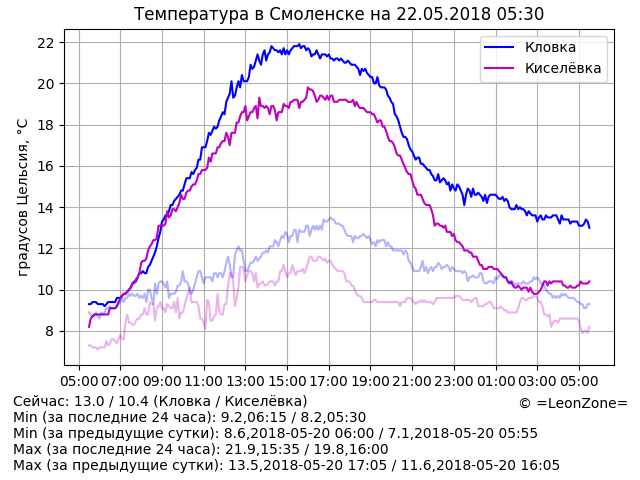 Температура в Смоленске на 22.05.2018 05:30
Кловка
Киселёвка
градусов Цельсия, °C
22
20
18
16
14
12
10
8
05:00 07:00 09:00 11:00 13:00 15:00 17:00 19:00 21:00 23:00 01:00 03:00 05:00
Сейчас: 13.0 / 10.4 (Кловка / Киселёвка)
© =LeonZone=
Min (за последние 24 часа): 9.2,06:15 / 8.2,05:30
Min (за предыдущие сутки): 8.6,2018-05-20 06:00 / 7.1,2018-05-20 05:55
Max (за последние 24 часа): 21.9,15:35 / 19.8,16:00
Max (за предыдущие сутки): 13.5,2018-05-20 17:05 / 11.6,2018-05-20 16:05